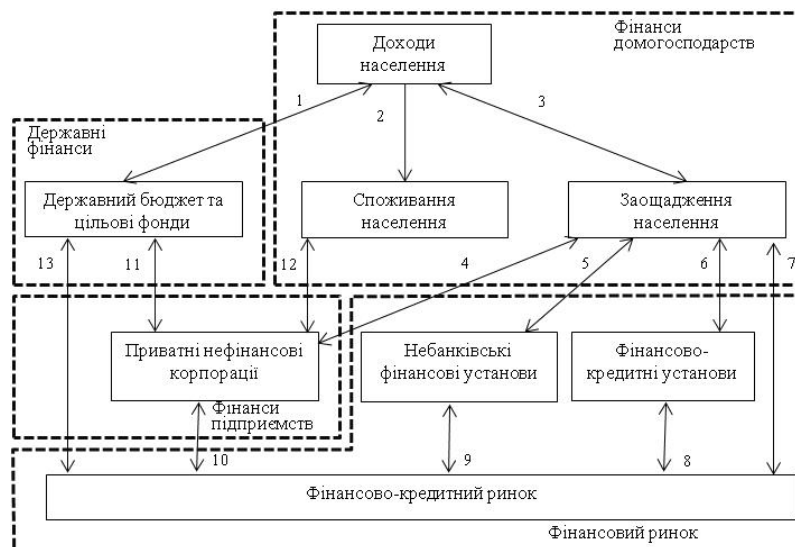 Фінанси
домогосподарств
Доходи
населення
1
2
3
Державні
фінанси
Державний бюджет та
цільові фонди
Споживання
населення
Заощадження
населення
13
11
12
4
5
6
7
Приватні нефінансові
корпорації
Небанківські
фінансові установи
Фінансово-
кредитні установи
Фінанси
підприємств
10
9
8
Фінансово-кредитний ринок
Фінансовий ринок